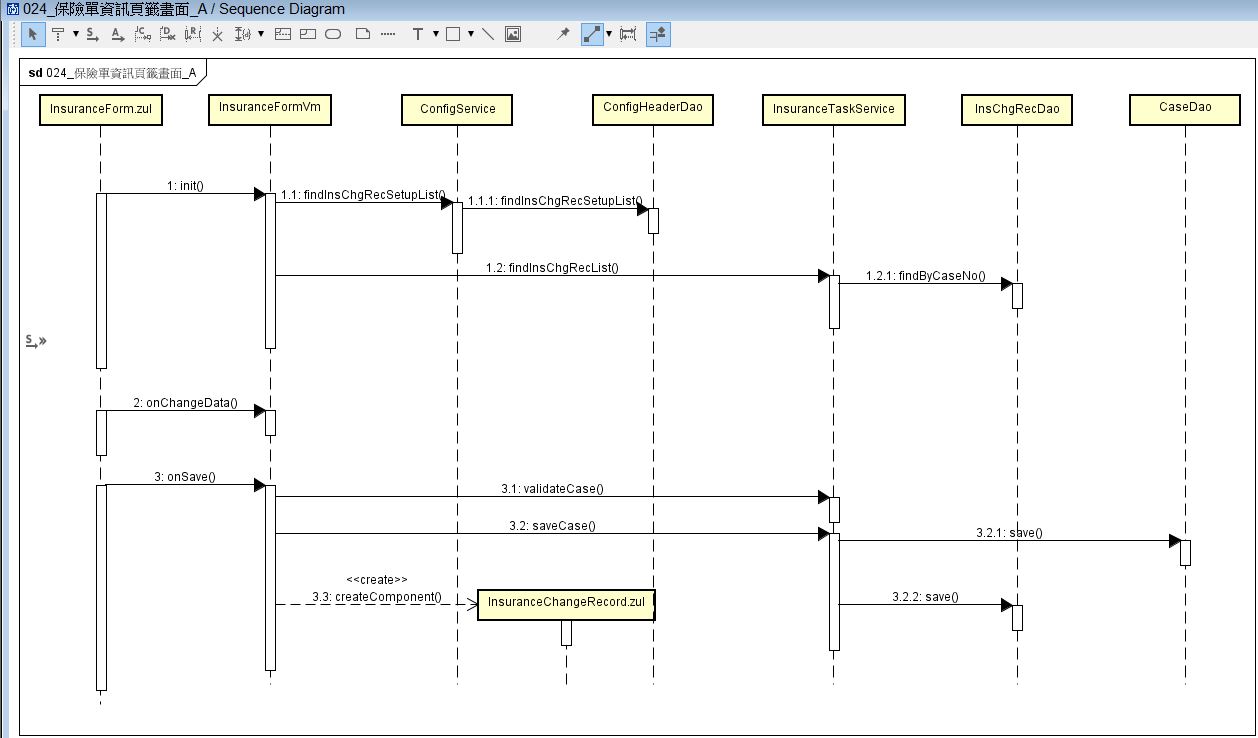 024_保險單資訊頁籤畫面_A / Sequence Diagram
sd 024_保險單資訊頁籤畫面_A
InsuranceForm.zul
InsuranceFormVm
ConfigService
ConfigHeaderDao
InsuranceTaskService
InsChgRecDao
CaseDao
1: init()
1.1: findInsChgRecSetupList()
1.1.1: findInsChgRecSetupList()
1.2: findInsChgRecList()
1.2.1: findByCaseNo()
2: onChangeData()
3: onSave()
3.1: validateCase()
3.2: saveCase()
3.2.1: save()
<<create>>
3.3: createComponent()
InsuranceChangeRecord.zul
3.2.2: save()